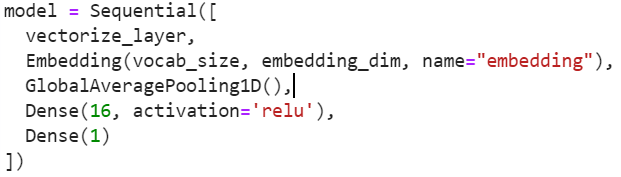 model = Sequential([
  vectorize_layer,
  Embedding(vocab_size, embedding_dim, name="embedding"),
  GlobalAveragePooling1D(),
  Dense(16, activation='relu'),
  Dense(1)
])